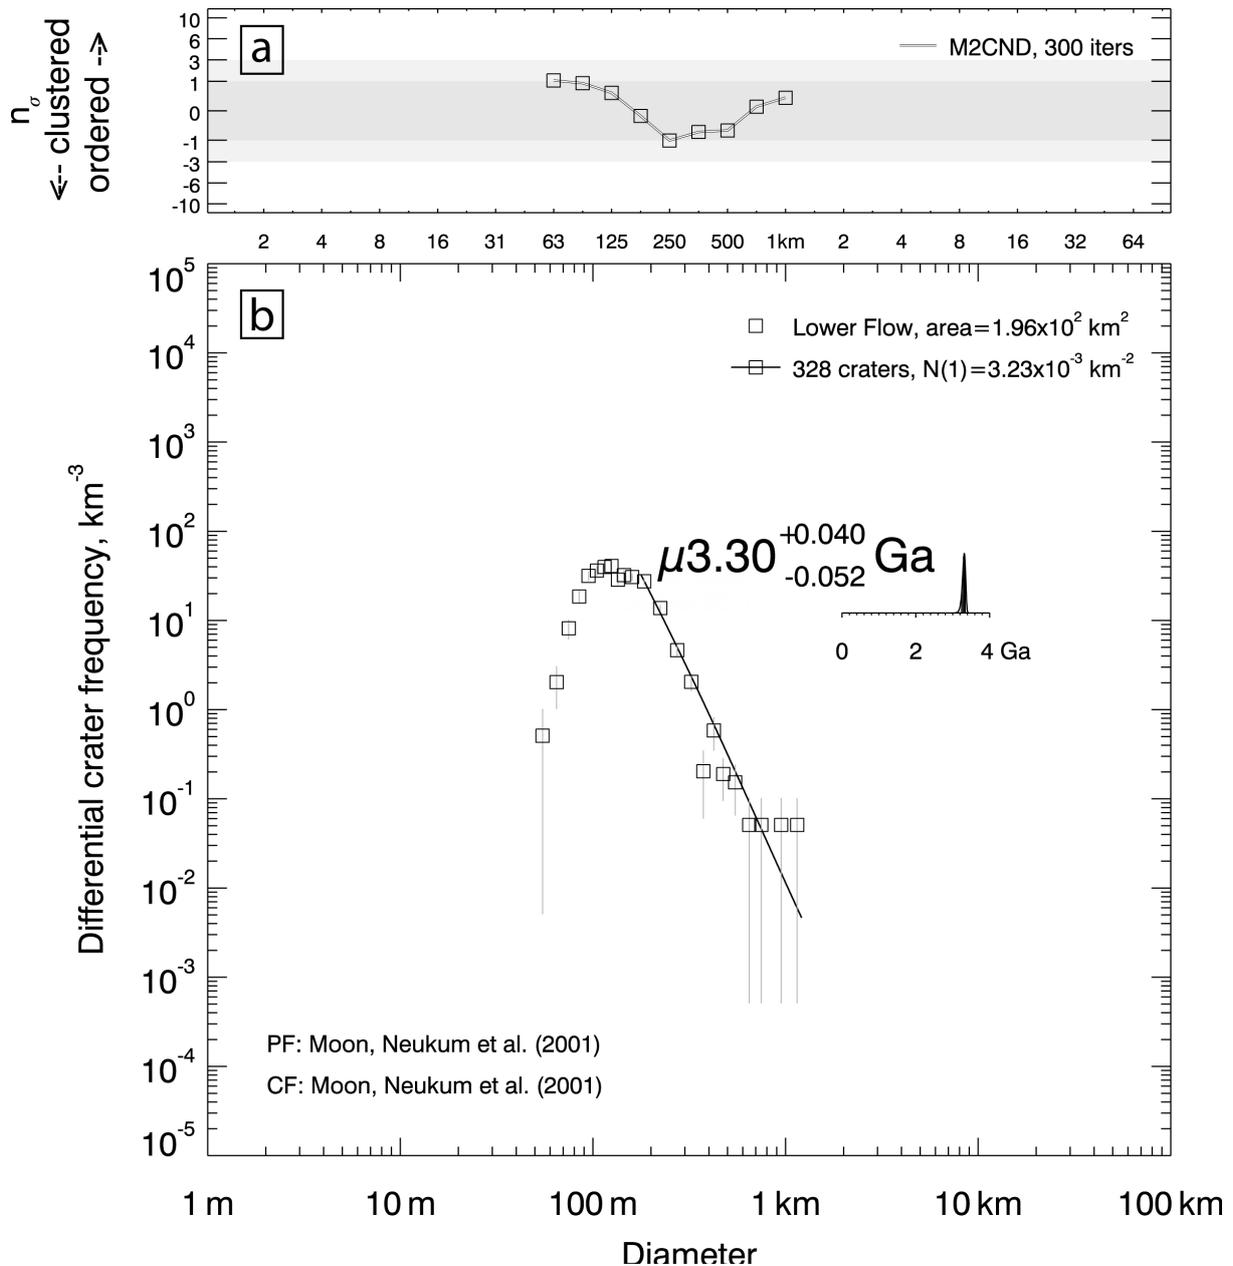 a
M2CND, 300 iters
nσ
<-- clustered
ordered -->
10
6
3
1
0
-1
-3
-6
-10
2 4 8 16 31 63 125 250 500 1km 2 4 8 16 32 64
b
Lower Flow, area=1.96x10² km²
328 craters, N(1)=3.23x10⁻³ km⁻²
Differential crater frequency, km⁻³
10⁵
10⁴
10³
10²
10¹
10⁰
10⁻¹
10⁻²
10⁻³
10⁻⁴
10⁻⁵
μ3.30 +0.040 -0.052 Ga
0 2 4 Ga
PF: Moon, Neukum et al. (2001)
CF: Moon, Neukum et al. (2001)
1 m 10 m 100 m 1 km 10 km 100 km
Diameter